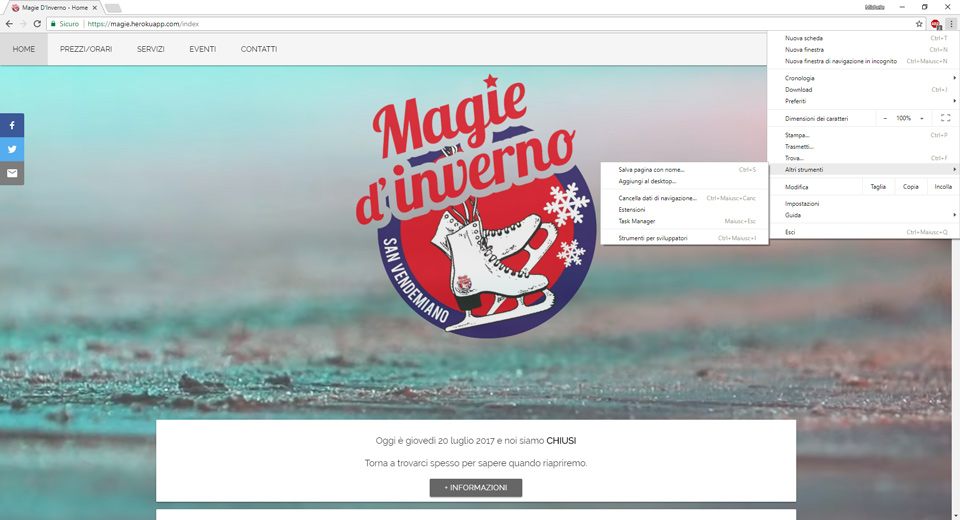 Magie D'Inverno - Home
Michele
Sicuro | https://magie.herokuapp.com/index
HOME PREZZI/ORARI SERVIZI EVENTI CONTATTI
Nuova scheda Ctrl+T
Nuova finestra Ctrl+N
Nuova finestra di navigazione in incognito Ctrl+Maiusc+N
Cronologia
Download Ctrl+J
Preferiti
Dimensioni dei caratteri - 100% +
Stampa... Ctrl+P
Trasmetti...
Trova... Ctrl+F
Altri strumenti
Modifica Taglia Copia Incolla
Impostazioni
Guida
Esci Ctrl+Maiusc+Q
Salva pagina con nome... Ctrl+S
Aggiungi al desktop...
Cancella dati di navigazione... Ctrl+Maiusc+Canc
Estensioni
Task Manager Maiusc+Esc
Strumenti per sviluppatori Ctrl+Maiusc+I
Magie
d'inverno
SAN VENDEMIANO
Oggi è giovedì 20 luglio 2017 e noi siamo CHIUSI
Torna a trovarci spesso per sapere quando riapriremo.
+ INFORMAZIONI